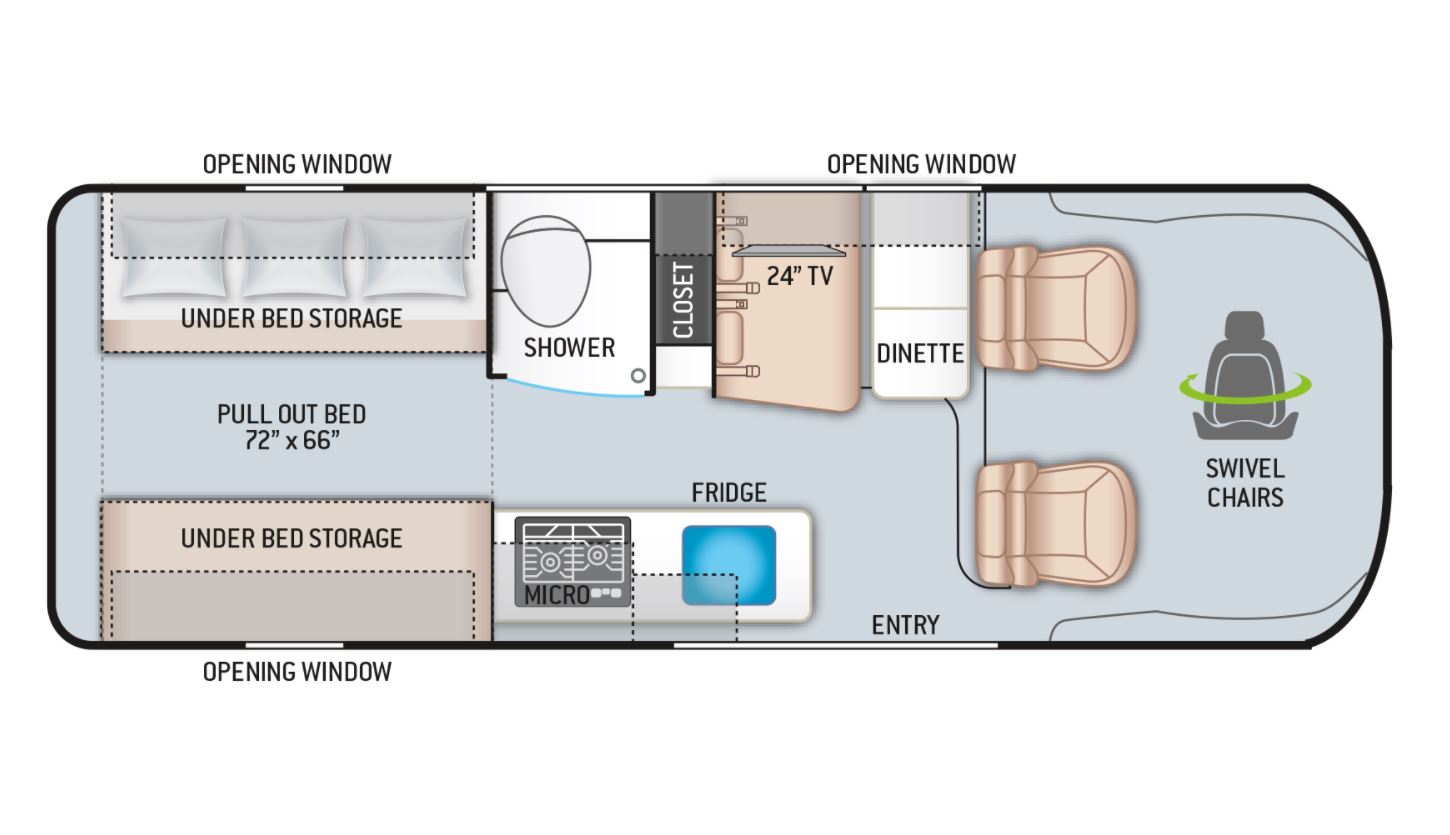 OPENING WINDOW
OPENING WINDOW
24” TV
CLOSET
UNDER BED STORAGE
SHOWER
DINETTE
PULL OUT BED
72” x 66”
SWIVEL
CHAIRS
FRIDGE
UNDER BED STORAGE
MICRO
ENTRY
OPENING WINDOW